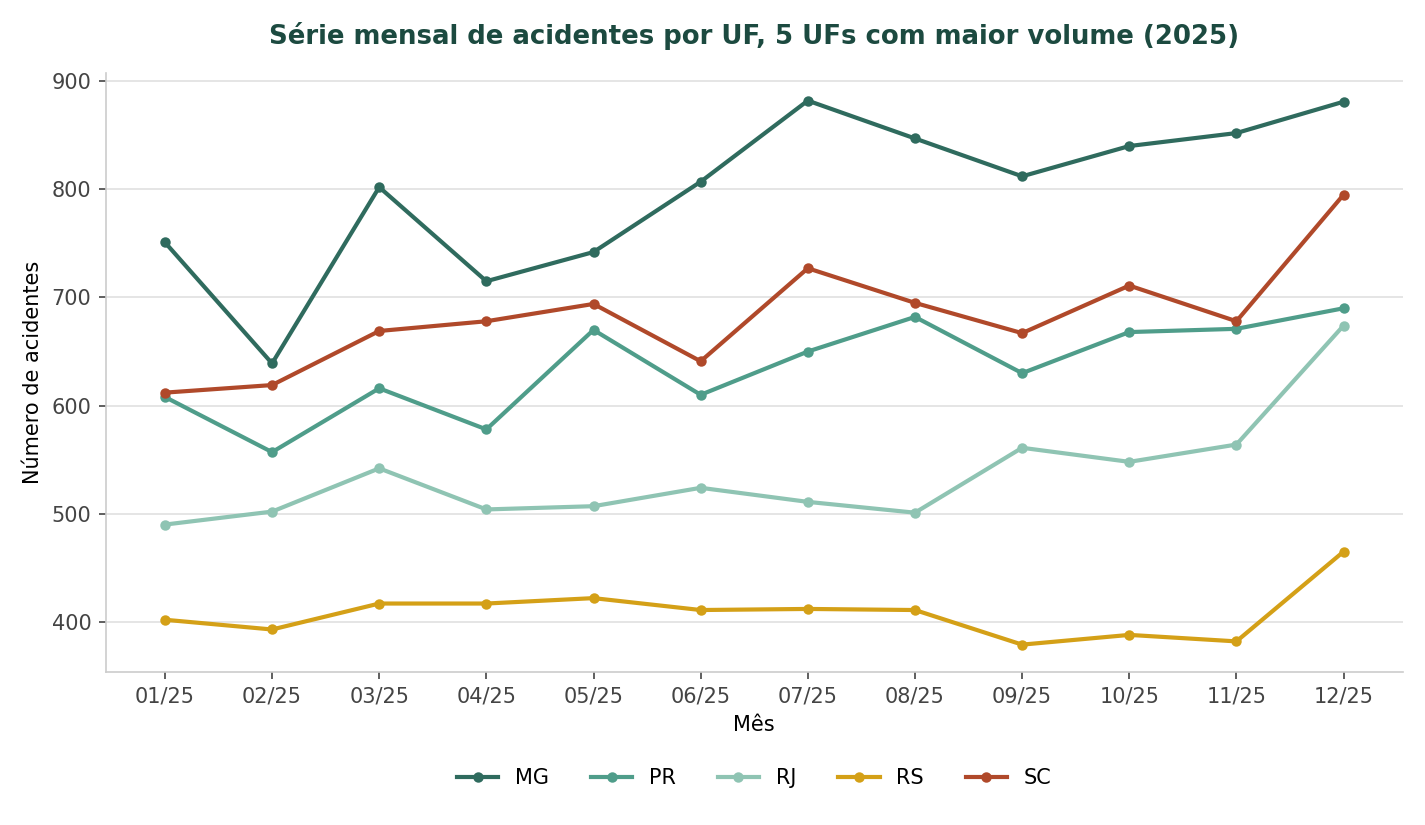 Série mensal de acidentes por UF, 5 UFs com maior volume (2025)
900
800
700
600
500
400
Número de acidentes
01/25 02/25 03/25 04/25 05/25 06/25 07/25 08/25 09/25 10/25 11/25 12/25
Mês
MG PR RJ RS SC